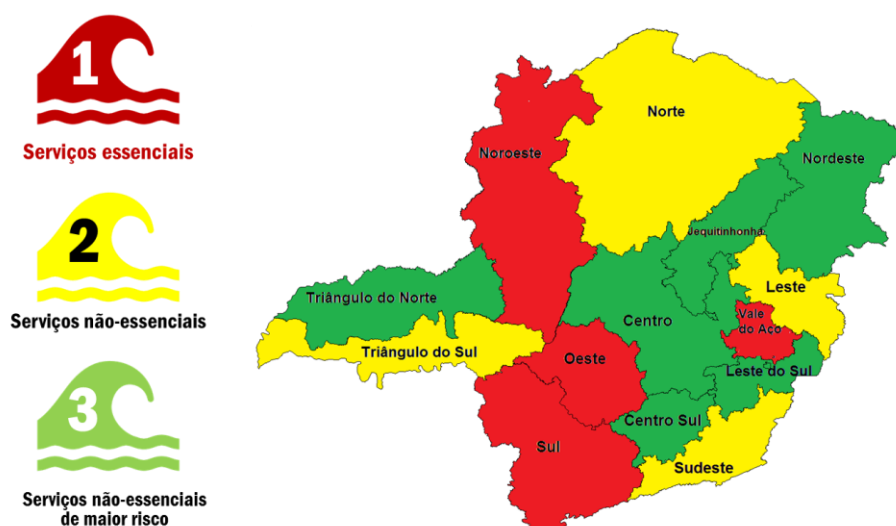 1
Serviços essenciais
2
Serviços não-essenciais
3
Serviços não-essenciais
de maior risco
Norte
Noroeste
Nordeste
Jequitinhonha
Triângulo do Norte
Leste
Centro
Vale
do Aço
Triângulo do Sul
Oeste
Leste do Sul
Centro Sul
Sul
Sudeste